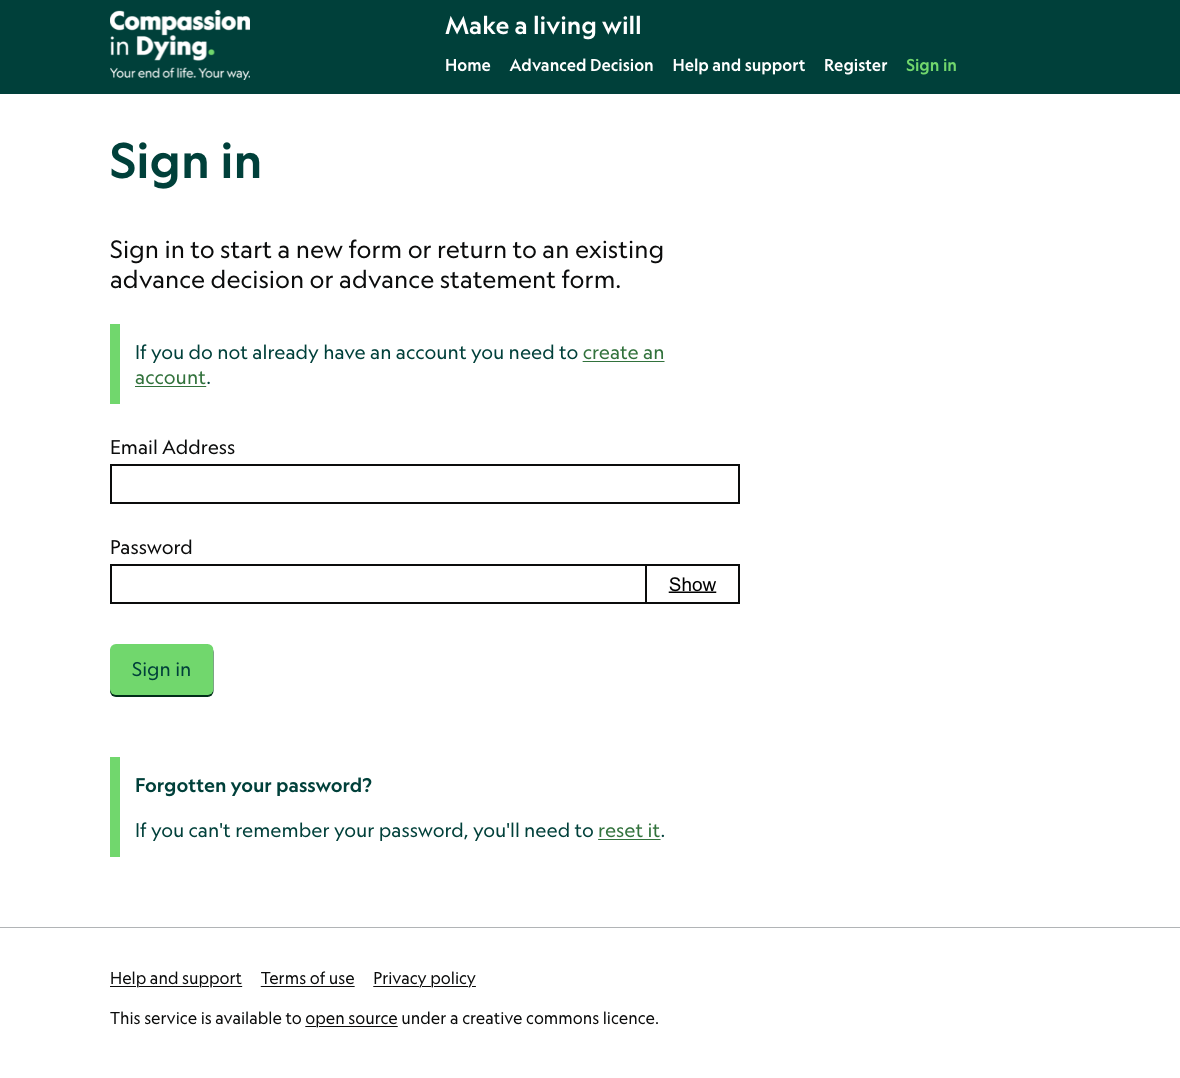 Compassion
in Dying.
Your end of life. Your way.
Make a living will
Home Advanced Decision Help and support Register Sign in
Sign in
Sign in to start a new form or return to an existing
advance decision or advance statement form.
If you do not already have an account you need to create an
account.
Email Address
Password
Show
Sign in
Forgotten your password?
If you can't remember your password, you'll need to reset it.
Help and support Terms of use Privacy policy
This service is available to open source under a creative commons licence.